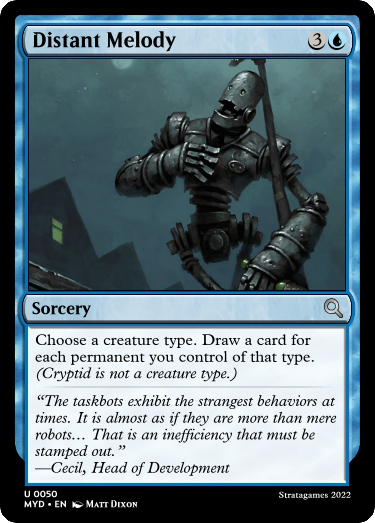 Distant Melody 3
Sorcery
Choose a creature type. Draw a card for
each permanent you control of that type.
(Cryptid is not a creature type.)
“The taskbots exhibit the strangest behaviors at
times. It is almost as if they are more than mere
robots… That is an inefficiency that must be
stamped out.”
—Cecil, Head of Development
U 0050
Stratagames 2022
MYD • EN Matt Dixon